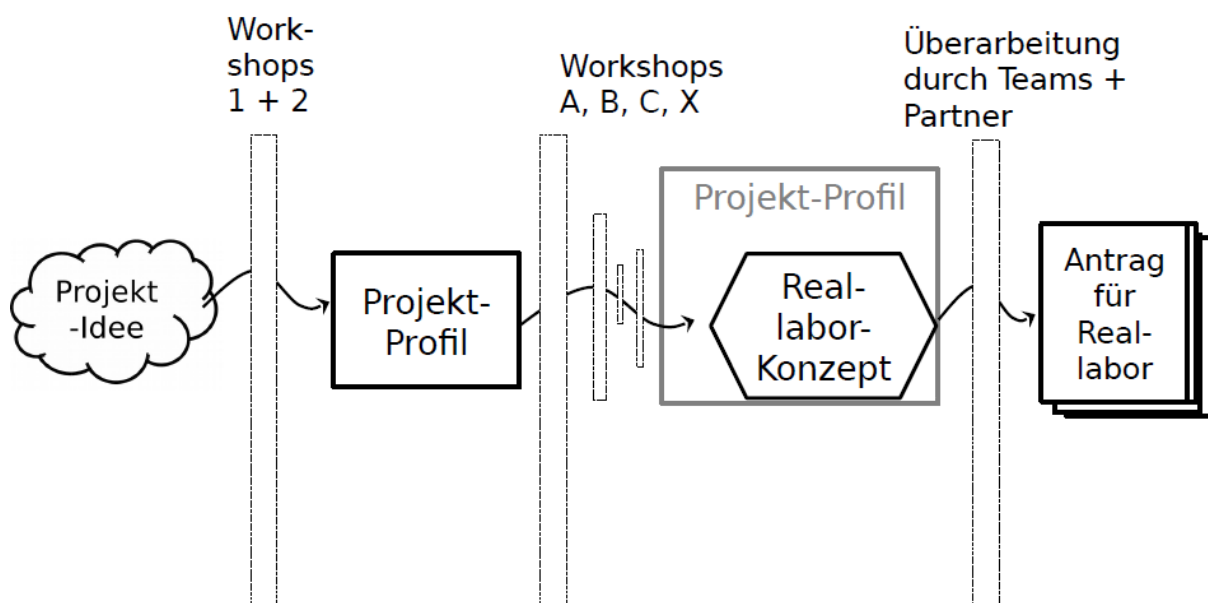 Work-
shops
1 + 2
Workshops
A, B, C, X
Überarbeitung
durch Teams +
Partner
Projekt
-Idee
Projekt-
Profil
Projekt-Profil
Real-
labor-
Konzept
Antrag
für
Real-
labor